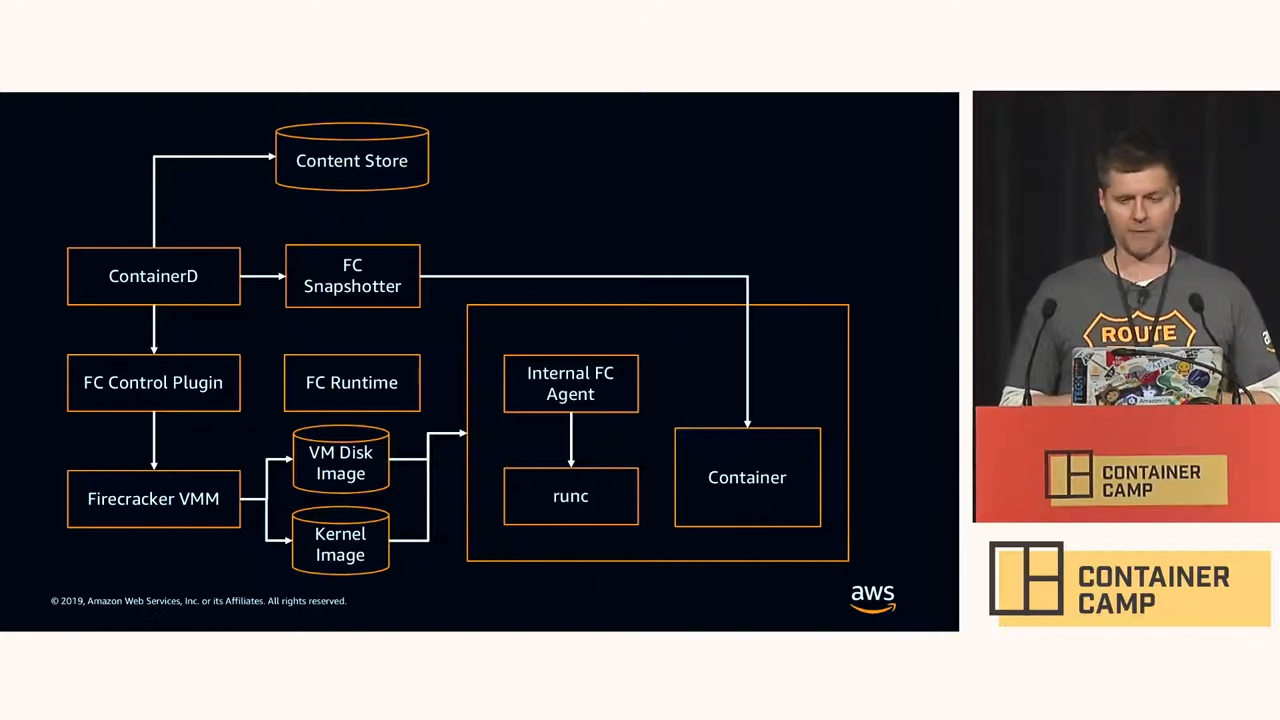 Content Store
ContainerD
FC
Snapshotter
FC Control Plugin
FC Runtime
Internal FC
Agent
VM Disk
Image
Container
Firecracker VMM
runc
Kernel
Image
© 2019, Amazon Web Services, Inc. or its Affiliates. All rights reserved.
aws
ROUTE
CONTAINER
CAMP
CONTAINER
CAMP